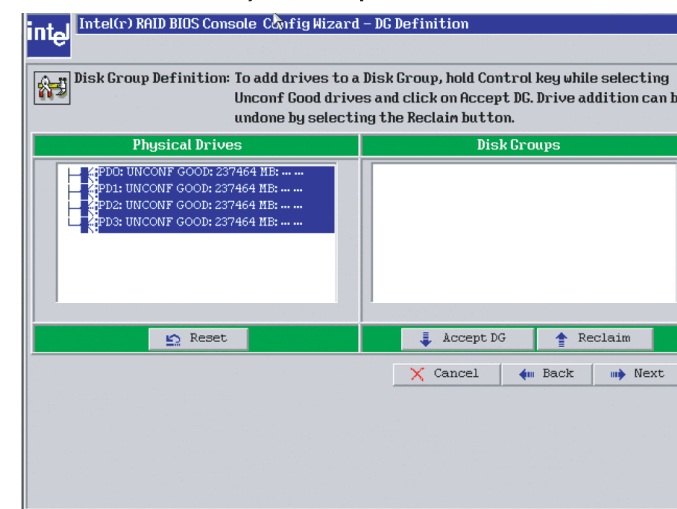 intel
Intel(r) RAID BIOS Console Config Wizard – DG Definition
Disk Group Definition: To add drives to a Disk Group, hold Control key while selecting
Unconf Good drives and click on Accept DG. Drive addition can b
undone by selecting the Reclaim button.
Physical Drives
Disk Groups
PD0: UNCONF GOOD: 237464 MB: ... ...
PD1: UNCONF GOOD: 237464 MB: ... ...
PD2: UNCONF GOOD: 237464 MB: ... ...
PD3: UNCONF GOOD: 237464 MB: ... ...
Reset
Accept DG
Reclaim
Cancel
Back
Next